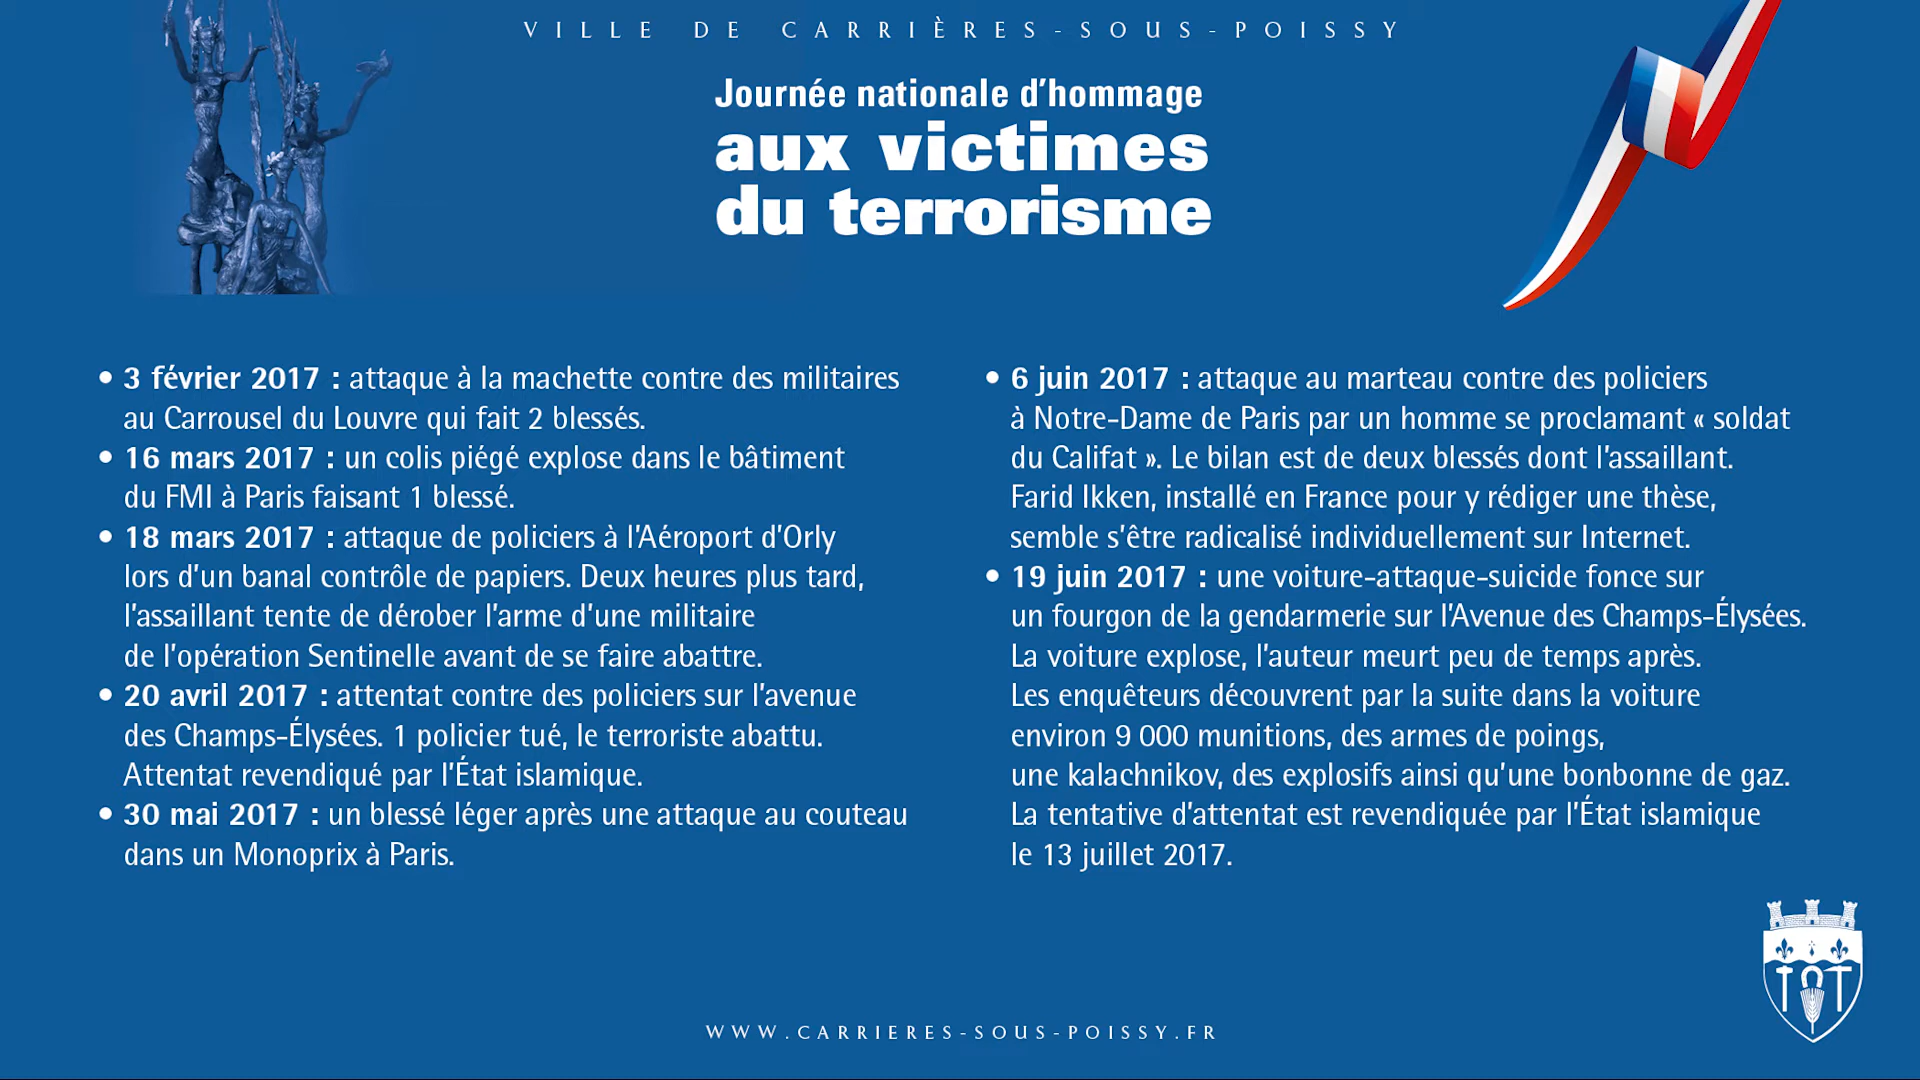 VILLE DE CARRIÈRES-SOUS-POISSY
Journée nationale d'hommage
aux victimes
du terrorisme
• 3 février 2017 : attaque à la machette contre des militaires
au Carrousel du Louvre qui fait 2 blessés.
• 16 mars 2017 : un colis piégé explose dans le bâtiment
du FMI à Paris faisant 1 blessé.
• 18 mars 2017 : attaque de policiers à l'Aéroport d'Orly
lors d'un banal contrôle de papiers. Deux heures plus tard,
l'assaillant tente de dérober l'arme d'une militaire
de l'opération Sentinelle avant de se faire abattre.
• 20 avril 2017 : attentat contre des policiers sur l'avenue
des Champs-Élysées. 1 policier tué, le terroriste abattu.
Attentat revendiqué par l'État islamique.
• 30 mai 2017 : un blessé léger après une attaque au couteau
dans un Monoprix à Paris.
• 6 juin 2017 : attaque au marteau contre des policiers
à Notre-Dame de Paris par un homme se proclamant « soldat
du Califat ». Le bilan est de deux blessés dont l'assaillant.
Farid Ikken, installé en France pour y rédiger une thèse,
semble s'être radicalisé individuellement sur Internet.
• 19 juin 2017 : une voiture-attaque-suicide fonce sur
un fourgon de la gendarmerie sur l'Avenue des Champs-Élysées.
La voiture explose, l'auteur meurt peu de temps après.
Les enquêteurs découvrent par la suite dans la voiture
environ 9 000 munitions, des armes de poings,
une kalachnikov, des explosifs ainsi qu'une bonbonne de gaz.
La tentative d'attentat est revendiquée par l'État islamique
le 13 juillet 2017.
WWW.CARRIERES-SOUS-POISSY.FR